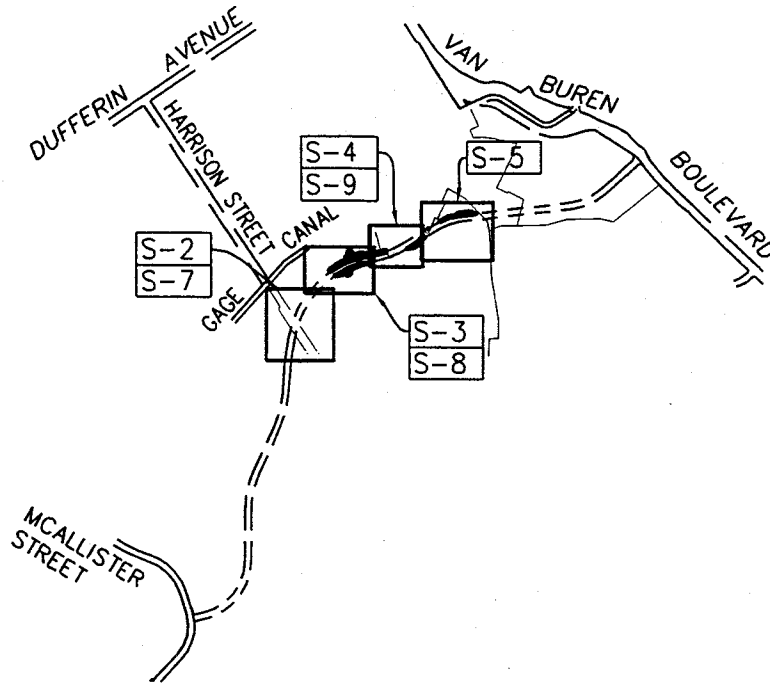 DUFFERIN AVENUE
HARRISON STREET
VAN BUREN BOULEVARD
S-4
S-9
S-5
GAGE CANAL
S-2
S-7
S-3
S-8
MCALLISTER
STREET